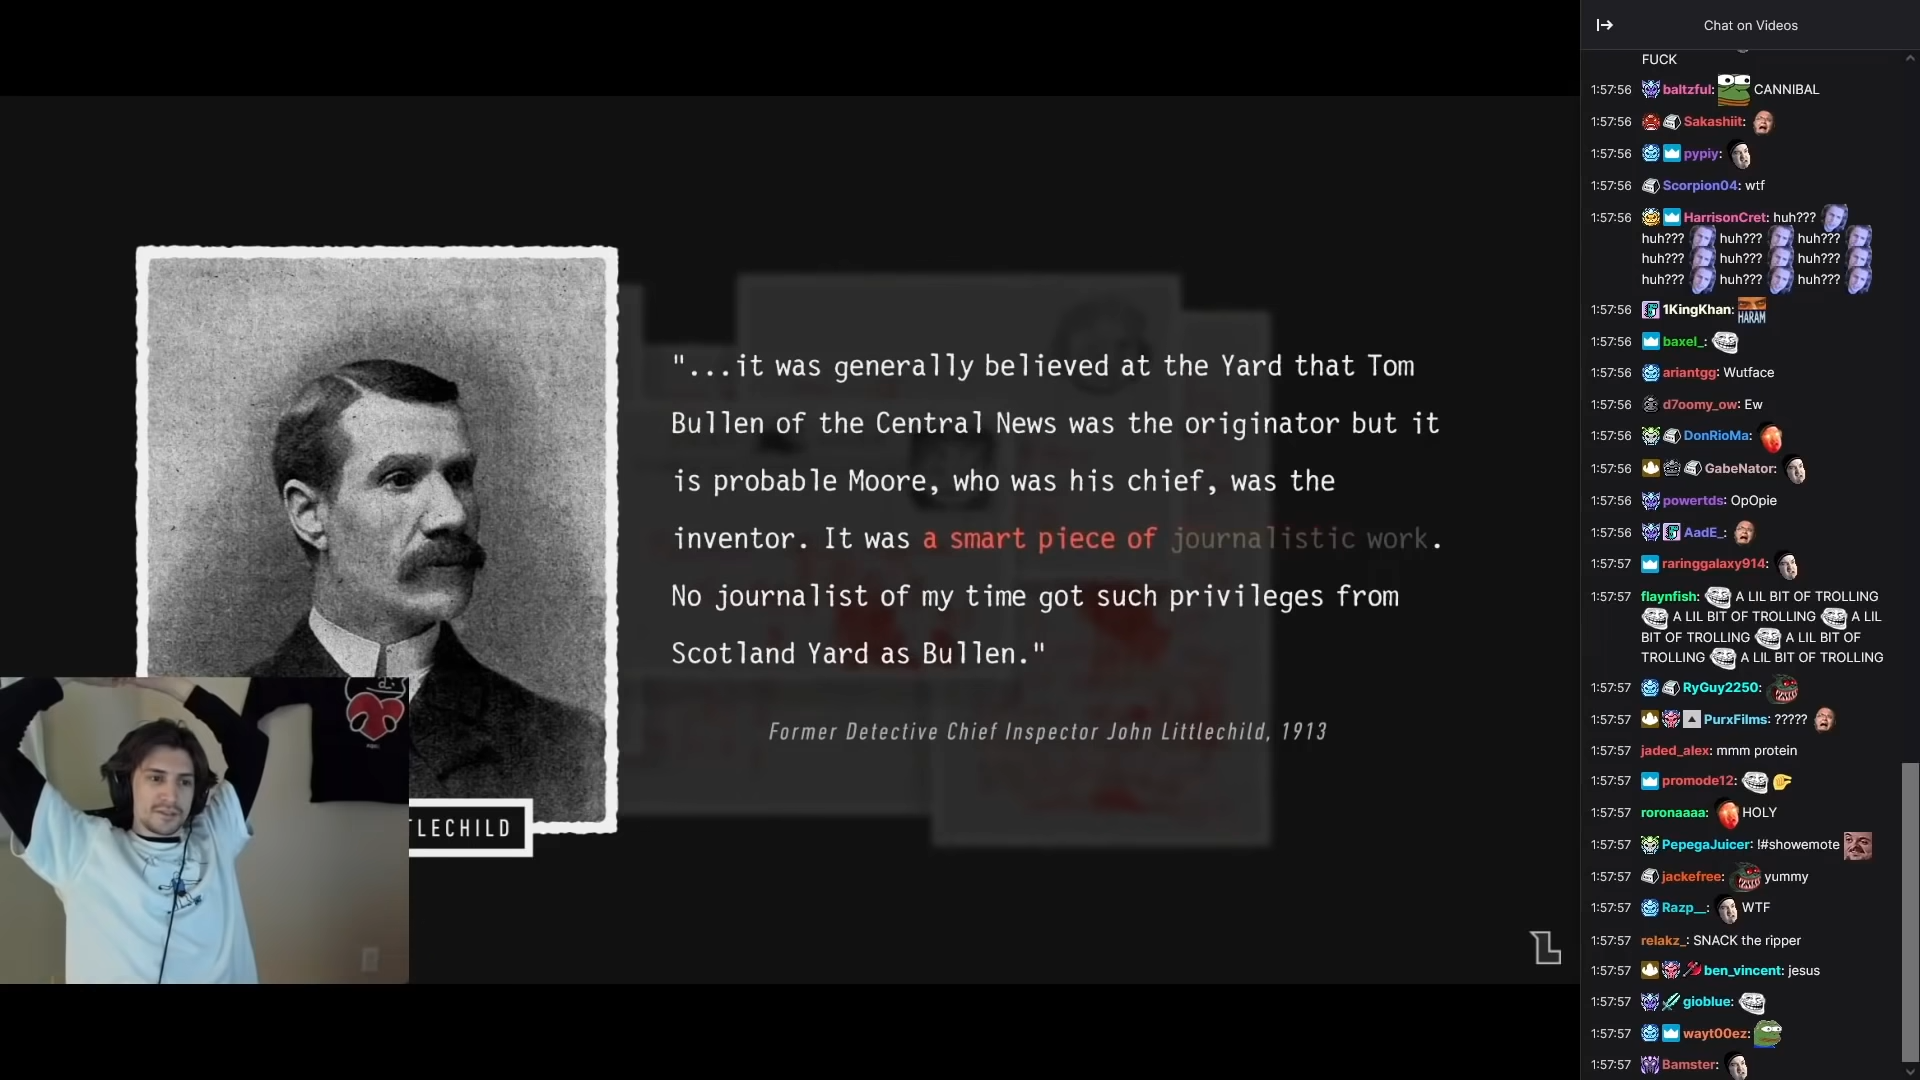 "...it was generally believed at the Yard that Tom
Bullen of the Central News was the originator but it
is probable Moore, who was his chief, was the
inventor. It was a smart piece of journalistic work.
No journalist of my time got such privileges from
Scotland Yard as Bullen."
Former Detective Chief Inspector John Littlechild, 1913
TLECHILD
Chat on Videos
FUCK
1:57:56 baltzful: CANNIBAL
1:57:56 Sakashiit:
1:57:56 pypiy:
1:57:56 Scorpion04: wtf
1:57:56 HarrisonCret: huh???
huh??? huh??? huh???
huh??? huh??? huh???
huh??? huh??? huh???
1:57:56 1KingKhan: HARAM
1:57:56 baxel_:
1:57:56 ariantgg: Wutface
1:57:56 d7oomy_ow: Ew
1:57:56 DonRioMa:
1:57:56 GabeNator:
1:57:56 powertds: OpOpie
1:57:56 AadE_:
1:57:57 raringgalaxy914:
1:57:57 flaynfish: A LIL BIT OF TROLLING
A LIL BIT OF TROLLING A LIL
BIT OF TROLLING A LIL BIT OF
TROLLING A LIL BIT OF TROLLING
1:57:57 RyGuy2250:
1:57:57 PurxFilms: ?????
1:57:57 jaded_alex: mmm protein
1:57:57 promode12:
1:57:57 roronaaaa: HOLY
1:57:57 PepegaJuicer: !#showemote
1:57:57 jackefree: yummy
1:57:57 Razp__: WTF
1:57:57 relakz_: SNACK the ripper
1:57:57 ben_vincent: jesus
1:57:57 gioblue:
1:57:57 wayt00ez:
1:57:57 Bamster: